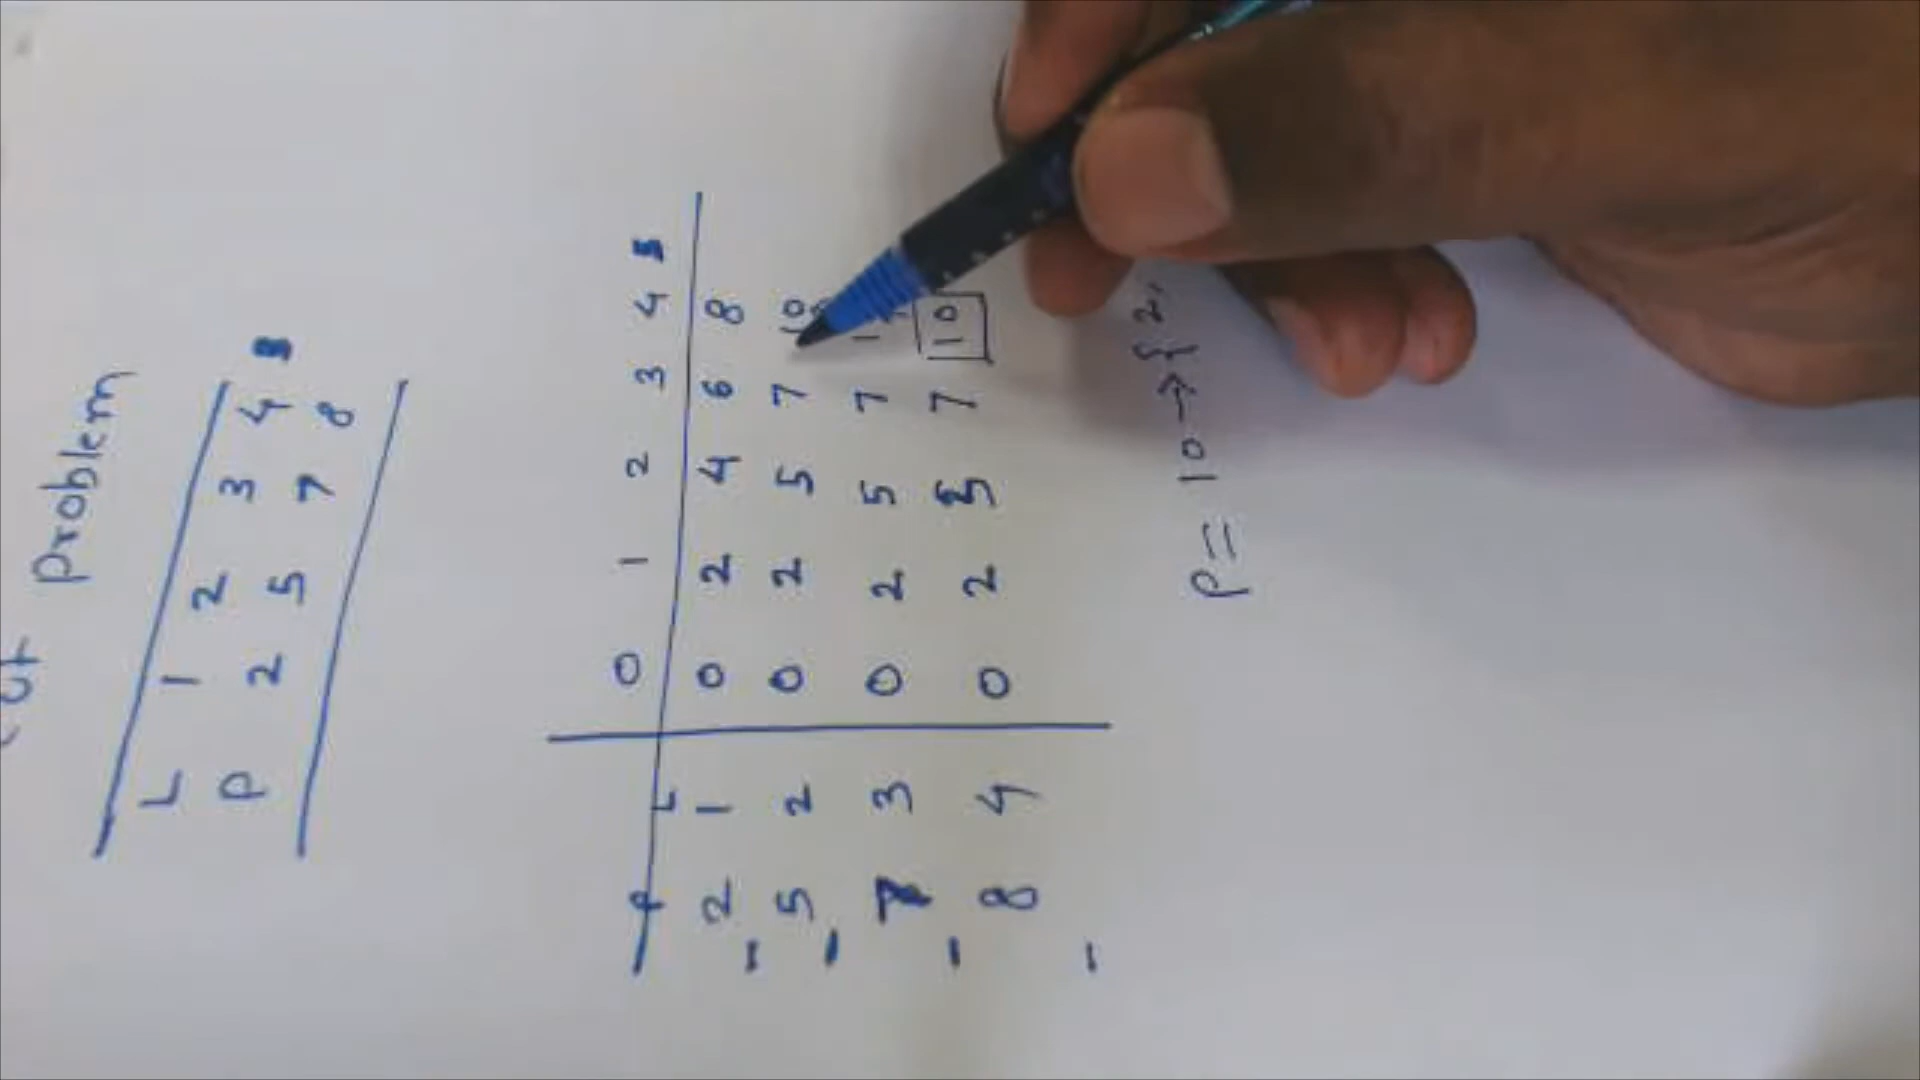 problem
L 1 2 3 4
P 2 5 7 8
0 1 2 3 4
P L
2 1 0 2 4 6 8
5 2 0 2 5 7 10
7 3 0 2 5 7
8 4 0 2 5 7 10
P = 10 → { 2,